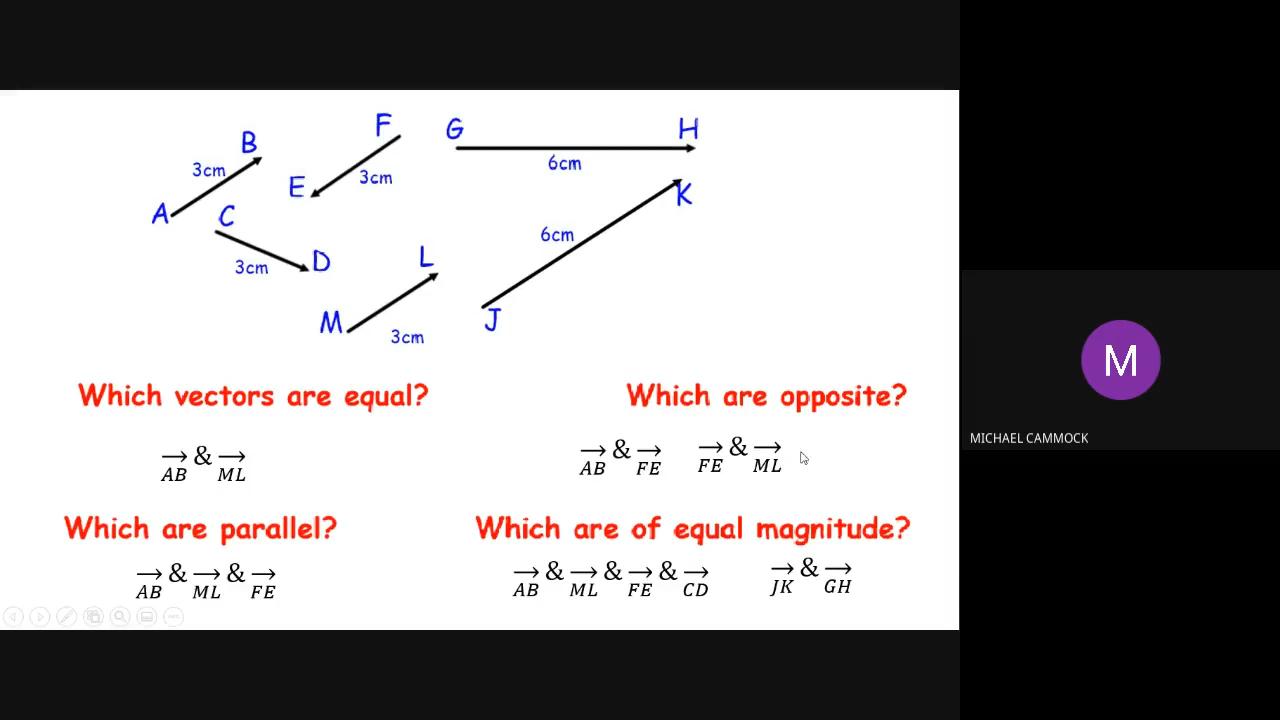 B
F
G
H
3cm
E
3cm
6cm
K
A
C
6cm
D
3cm
L
M
3cm
J
Which vectors are equal?
Which are opposite?
→AB & →ML
→AB & →FE →FE & →ML
Which are parallel?
Which are of equal magnitude?
→AB & →ML & →FE
→AB & →ML & →FE & →CD →JK & →GH
M
MICHAEL CAMMOCK